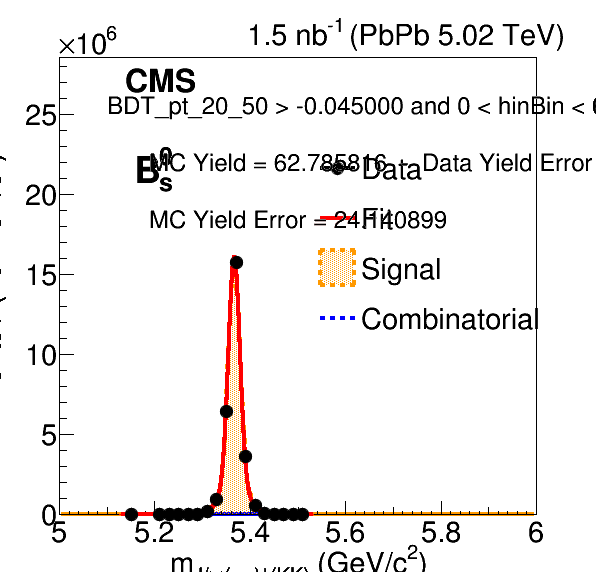 ×10⁶
1.5 nb⁻¹ (PbPb 5.02 TeV)
CMS
BDT_pt_20_50 > -0.045000 and 0 < hinBin <
B⁰ₛ
MC Yield = 62.785816 Data Yield Error
MC Yield Error = 24.140899
Data
Fit
Signal
Combinatorial
25
20
15
10
5
0
5 5.2 5.4 5.6 5.8 6
m (GeV/c²)